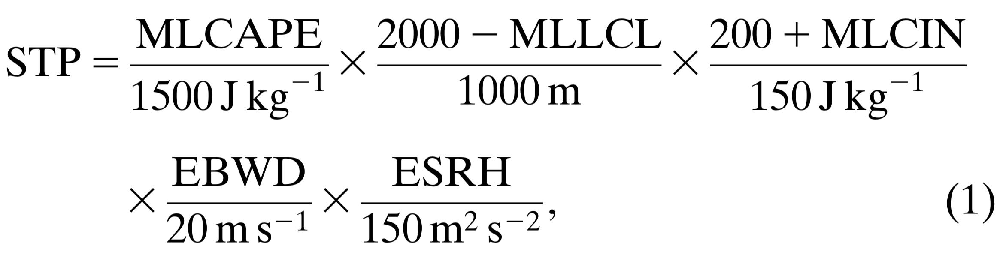 STP = MLCAPE / 1500 J kg⁻¹ × 2000 − MLLCL / 1000 m × 200 + MLCIN / 150 J kg⁻¹
× EBWD / 20 m s⁻¹ × ESRH / 150 m² s⁻², (1)